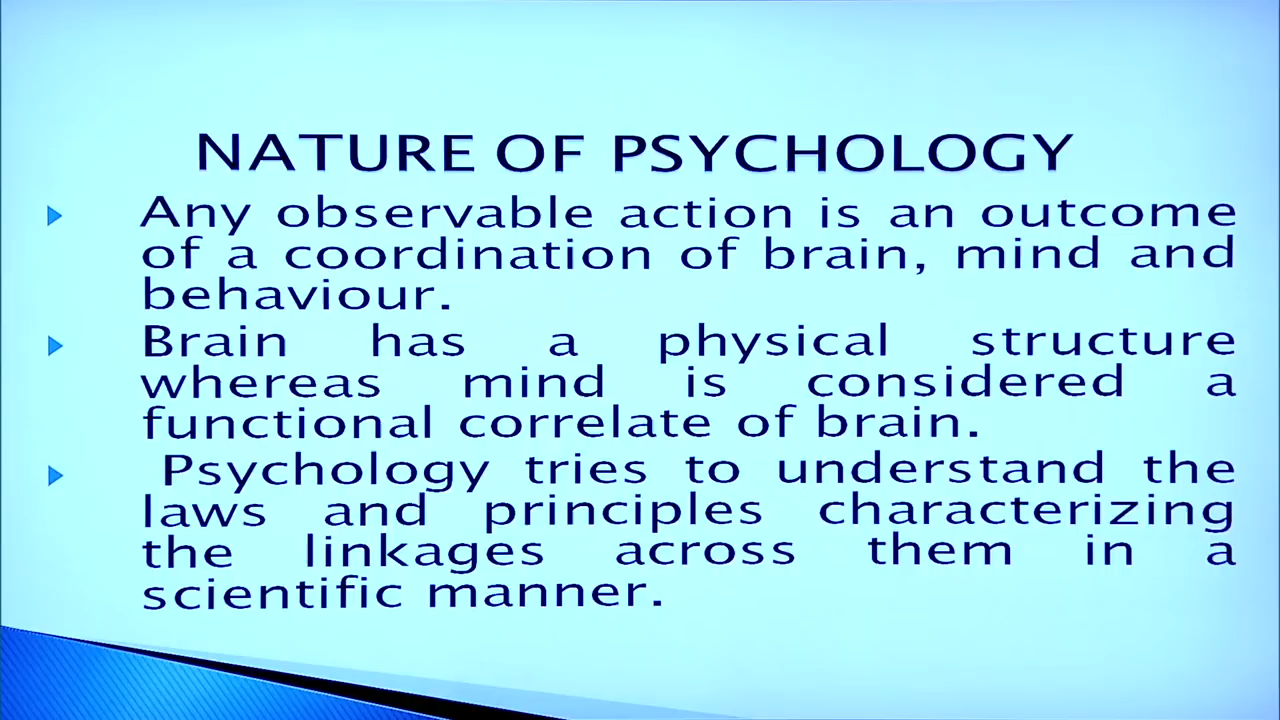 NATURE OF PSYCHOLOGY
Any observable action is an outcome
of a coordination of brain, mind and
behaviour.
Brain has a physical structure
whereas mind is considered a
functional correlate of brain.
Psychology tries to understand the
laws and principles characterizing
the linkages across them in a
scientific manner.